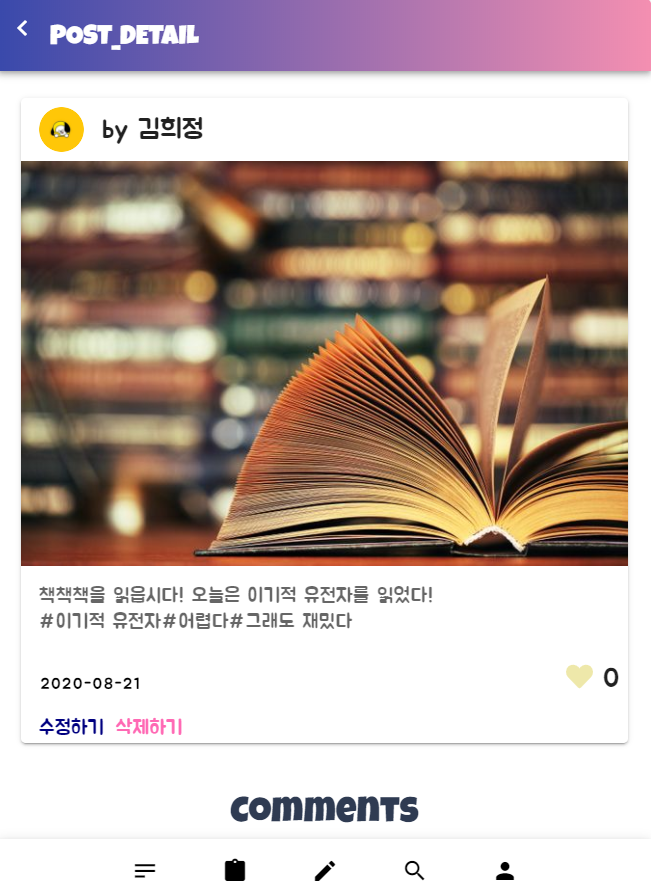 POST_DETAIL
by 김희정
책책책을 읽읍시다! 오늘은 이기적 유전자를 읽었다!
#이기적 유전자#어렵다#그래도 재밌다
2020-08-21
0
수정하기 삭제하기
comments